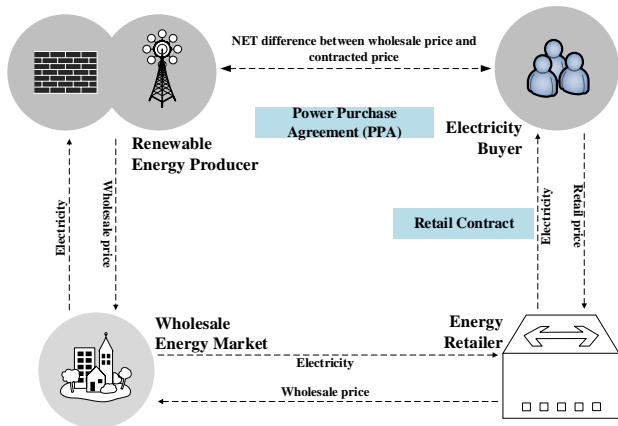 NET difference between wholesale price and
contracted price
Power Purchase
Agreement (PPA)
Renewable
Energy Producer
Electricity
Buyer
Electricity
Wholesale price
Retail Contract
Electricity
Retail price
Wholesale
Energy Market
Energy
Retailer
Electricity
Wholesale price